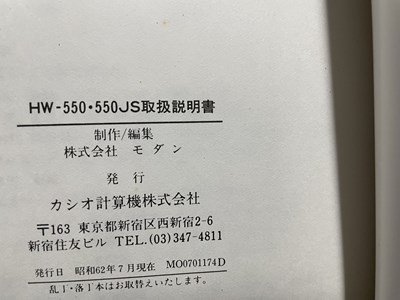 HW-550・550JS取扱説明書
制作/編集
株式会社 モダン
発 行
カシオ計算機株式会社
〒163 東京都新宿区西新宿2-6
新宿住友ビル TEL.(03)347-4811
発行日 昭和62年7月現在 MO0701174D
乱丁・落丁本はお取替えいたします。